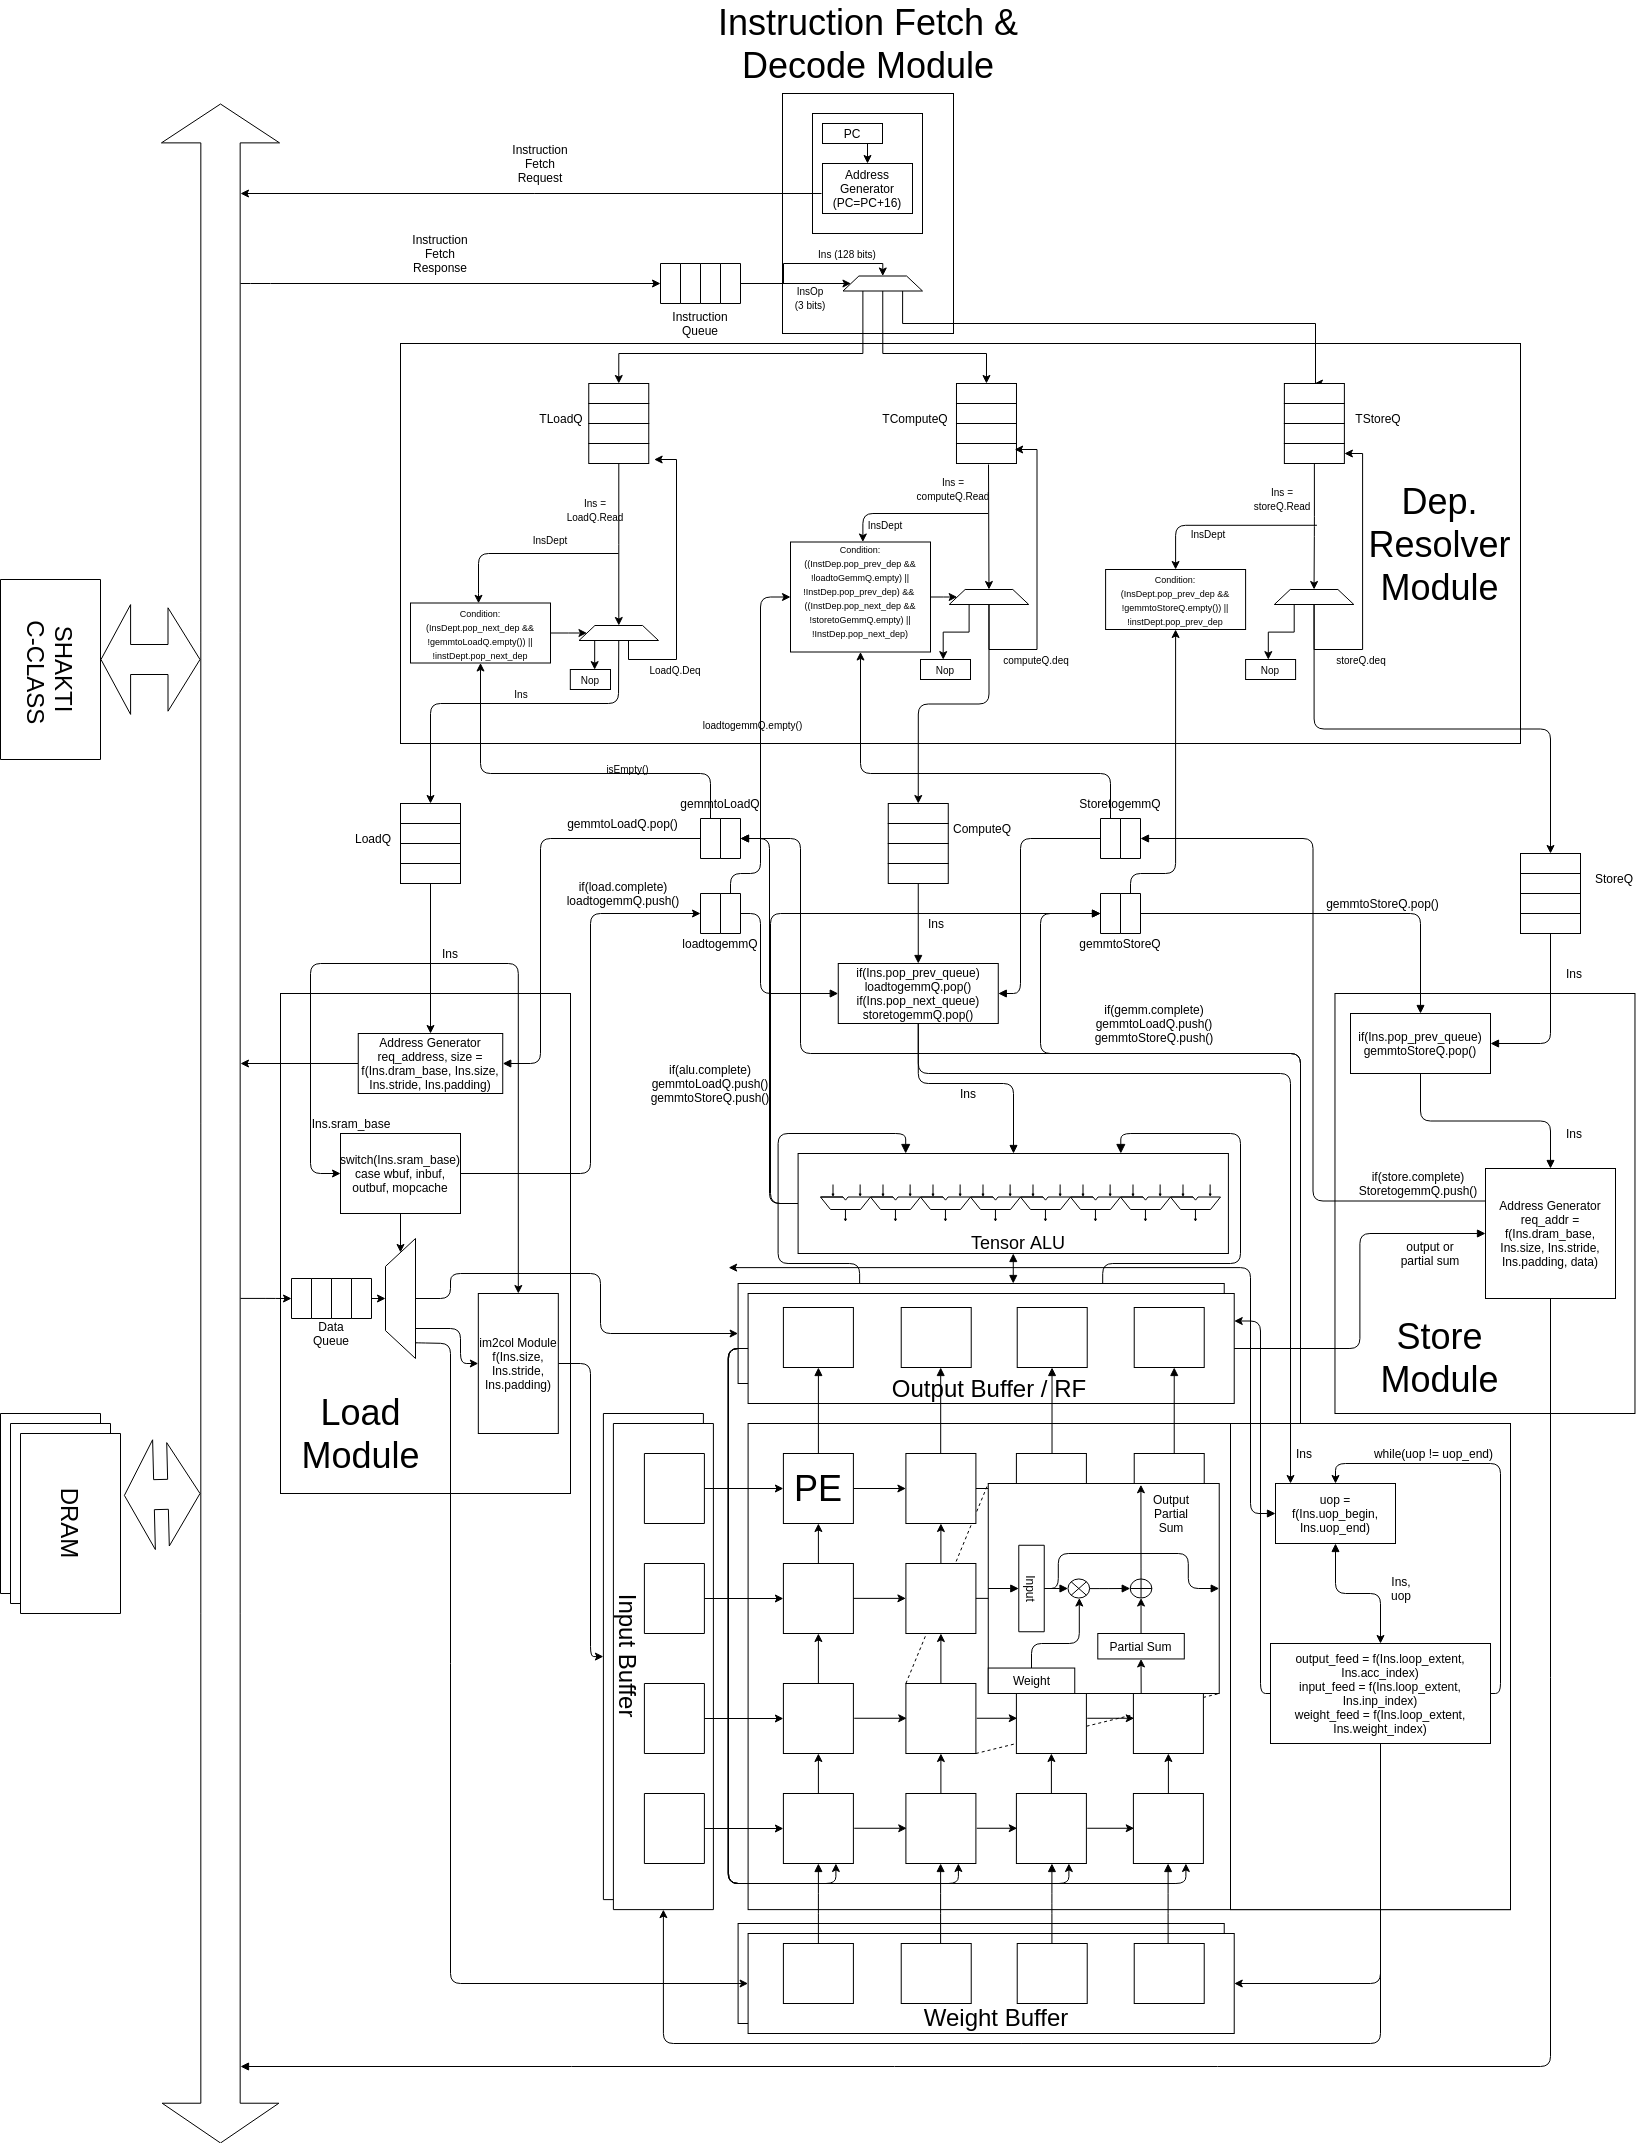 Instruction Fetch &
Decode Module
PC
Address
Generator
(PC=PC+16)
Instruction
Fetch
Request
Instruction
Fetch
Response
Instruction
Queue
Ins (128 bits)
InsOp
(3 bits)
TLoadQ
TComputeQ
TStoreQ
Dep.
Resolver
Module
Ins =
LoadQ.Read
InsDept
Condition:
(InsDept.pop_next_dep &&
!gemmtoLoadQ.empty()) ||
!instDept.pop_next_dep
Nop
LoadQ.Deq
Ins
Ins =
computeQ.Read
InsDept
Condition:
((InstDep.pop_prev_dep &&
!loadtoGemmQ.empty) ||
!InstDep.pop_prev_dep) &&
((InstDep.pop_next_dep &&
!storetoGemmQ.empty) ||
!InstDep.pop_next_dep)
Nop
computeQ.deq
Ins =
storeQ.Read
InsDept
Condition:
(InsDept.pop_prev_dep &&
!gemmtoStoreQ.empty()) ||
!instDept.pop_prev_dep
Nop
storeQ.deq
SHAKTI
C-CLASS
loadtogemmQ.empty()
isEmpty()
gemmtoLoadQ
StoretogemmQ
LoadQ
gemmtoLoadQ.pop()
ComputeQ
StoreQ
if(load.complete)
loadtogemmQ.push()
loadtogemmQ
gemmtoStoreQ
gemmtoStoreQ.pop()
Ins
Ins
Ins
if(Ins.pop_prev_queue)
loadtogemmQ.pop()
if(Ins.pop_next_queue)
storetogemmQ.pop()
if(gemm.complete)
gemmtoLoadQ.push()
gemmtoStoreQ.push()
if(Ins.pop_prev_queue)
gemmtoStoreQ.pop()
Address Generator
req_address, size =
f(Ins.dram_base, Ins.size,
Ins.stride, Ins.padding)
if(alu.complete)
gemmtoLoadQ.push()
gemmtoStoreQ.push()
Ins
Ins.sram_base
Ins
switch(Ins.sram_base)
case wbuf, inbuf,
outbuf, mopcache
if(store.complete)
StoretogemmQ.push()
Address Generator
req_addr =
f(Ins.dram_base,
Ins.size, Ins.stride,
Ins.padding, data)
Tensor ALU
output or
partial sum
Data
Queue
im2col Module
f(Ins.size,
Ins.stride,
Ins.padding)
Store
Module
Output Buffer / RF
Load
Module
DRAM
Input Buffer
PE
Output
Partial
Sum
Input
Partial Sum
Weight
Ins
while(uop != uop_end)
uop =
f(Ins.uop_begin,
Ins.uop_end)
Ins,
uop
output_feed = f(Ins.loop_extent,
Ins.acc_index)
input_feed = f(Ins.loop_extent,
Ins.inp_index)
weight_feed = f(Ins.loop_extent,
Ins.weight_index)
Weight Buffer